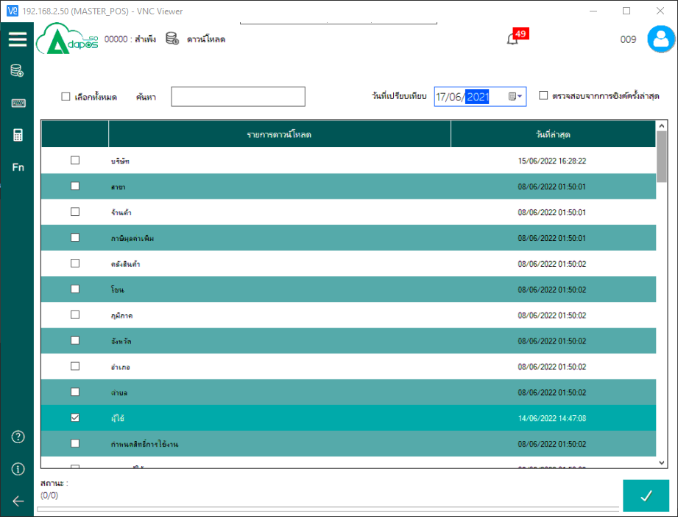 192.168.2.50 (MASTER_POS) - VNC Viewer
Adapos 5.0 00000 : สำเพ็ง ดาวน์โหลด 49 009
เลือกทั้งหมด ค้นหา วันที่เปรียบเทียบ 17/06/2021 ตรวจสอบจากการซิงค์ครั้งล่าสุด
Fn
รายการดาวน์โหลด วันที่ล่าสุด
บริษัท 15/06/2022 16:28:22
สาขา 08/06/2022 01:50:01
ร้านค้า 08/06/2022 01:50:01
ภาษีมูลค่าเพิ่ม 08/06/2022 01:50:01
คลังสินค้า 08/06/2022 01:50:02
โซน 08/06/2022 01:50:02
ภูมิภาค 08/06/2022 01:50:02
จังหวัด 08/06/2022 01:50:02
อำเภอ 08/06/2022 01:50:02
ตำบล 08/06/2022 01:50:02
ผู้ใช้ 14/06/2022 14:47:08
กำหนดสิทธิ์การใช้งาน 08/06/2022 01:50:02
สถานะ :
(0/0)